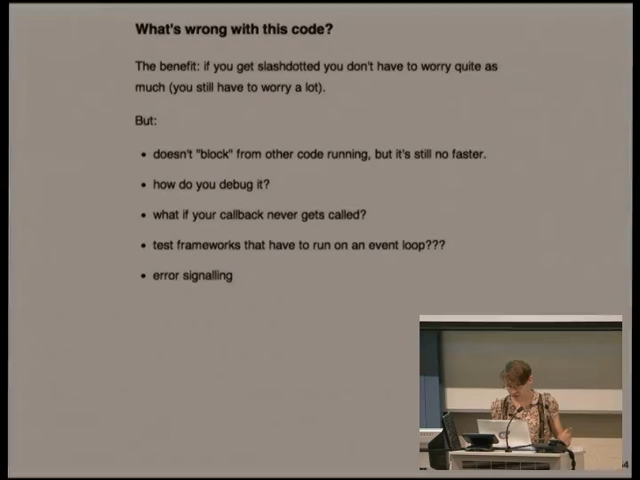 What's wrong with this code?
The benefit: if you get slashdotted you don't have to worry quite as
much (you still have to worry a lot).
But:
• doesn't "block" from other code running, but it's still no faster.
• how do you debug it?
• what if your callback never gets called?
• test frameworks that have to run on an event loop???
• error signalling